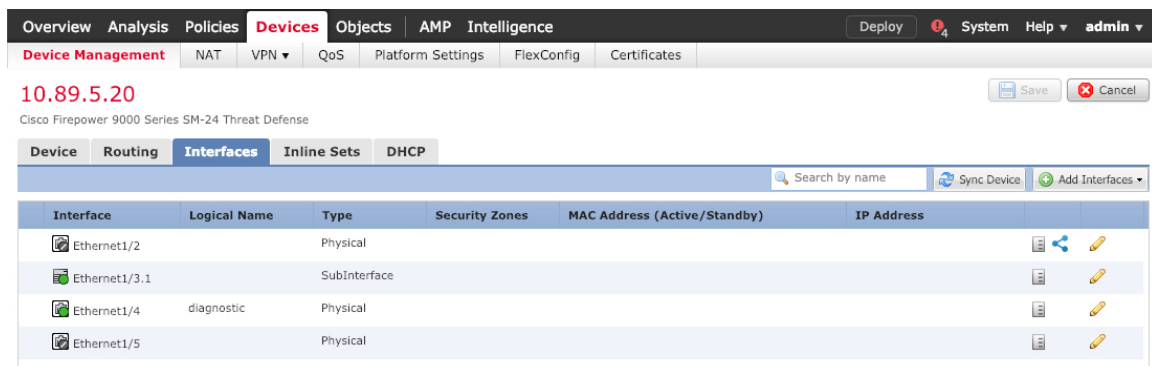 Overview Analysis Policies Devices Objects AMP Intelligence Deploy 4 System Help admin
Device Management NAT VPN QoS Platform Settings FlexConfig Certificates
10.89.5.20 Save Cancel
Cisco Firepower 9000 Series SM-24 Threat Defense
Device Routing Interfaces Inline Sets DHCP
Search by name Sync Device Add Interfaces
Interface Logical Name Type Security Zones MAC Address (Active/Standby) IP Address
Ethernet1/2 Physical
Ethernet1/3.1 SubInterface
Ethernet1/4 diagnostic Physical
Ethernet1/5 Physical